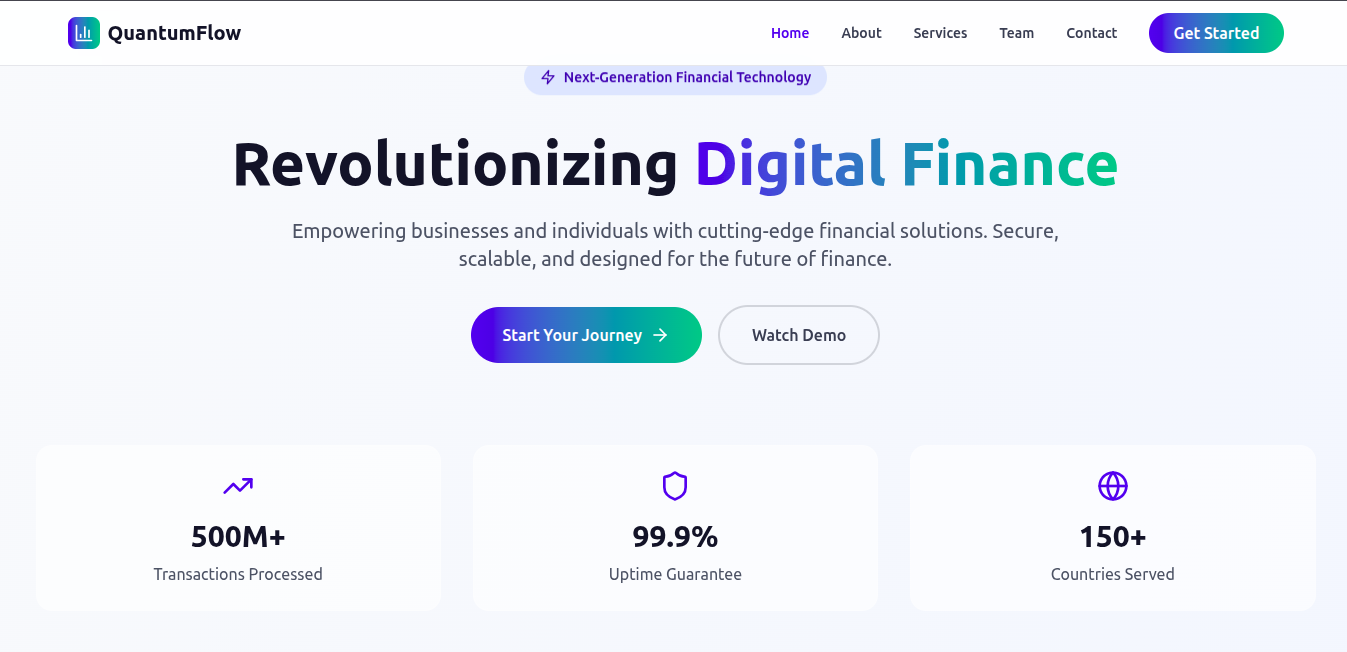 QuantumFlow
Home
About
Services
Team
Contact
Get Started
Next-Generation Financial Technology
Revolutionizing Digital Finance
Empowering businesses and individuals with cutting-edge financial solutions. Secure,
scalable, and designed for the future of finance.
Start Your Journey
Watch Demo
500M+
Transactions Processed
99.9%
Uptime Guarantee
150+
Countries Served